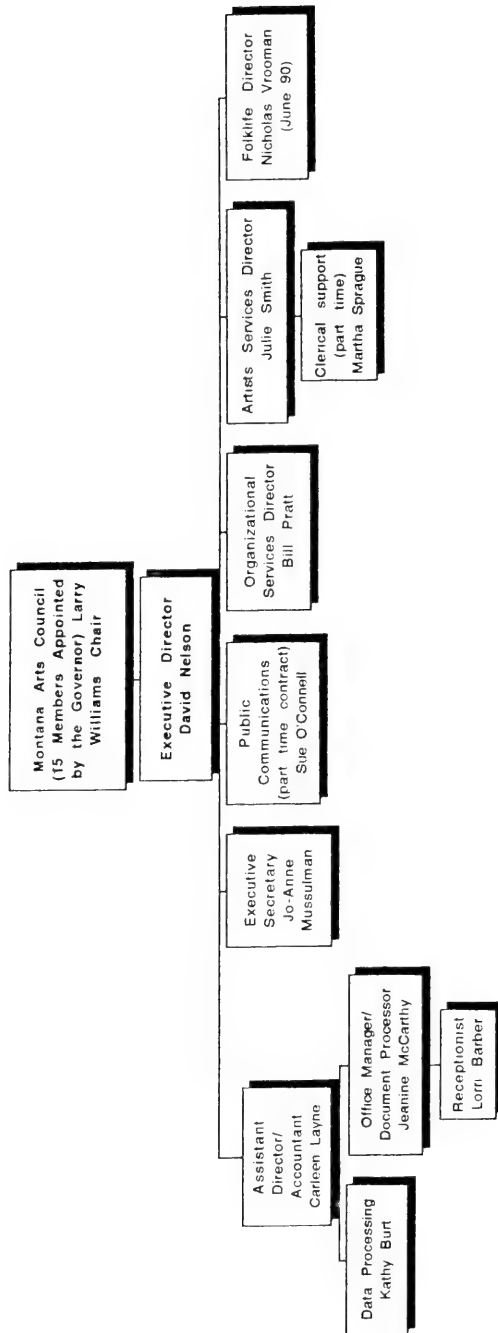 Montana Arts Council
(15 Members Appointed
by the Governor) Larry
Williams Chair
Executive Director
David Nelson
Assistant
Director/
Accountant
Carleen Layne
Executive
Secretary
Jo-Anne
Mussulman
Public
Communications
(part time contract)
Sue O'Connell
Organizational
Services Director
Bill Pratt
Artists Services Director
Julie Smith
Folklife Director
Nicholas Vrooman
(June 90)
Data Processing
Kathy Burt
Office Manager/
Document Processor
Jeanine McCarthy
Clerical support
(part time)
Martha Sprague
Receptionist
Lorri Barber